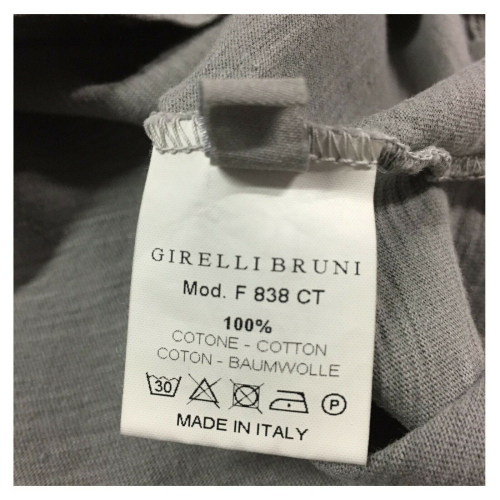 GIRELLI BRUNI
Mod. F 838 CT
100%
COTONE - COTTON
COTON - BAUMWOLLE
30 P
MADE IN ITALY